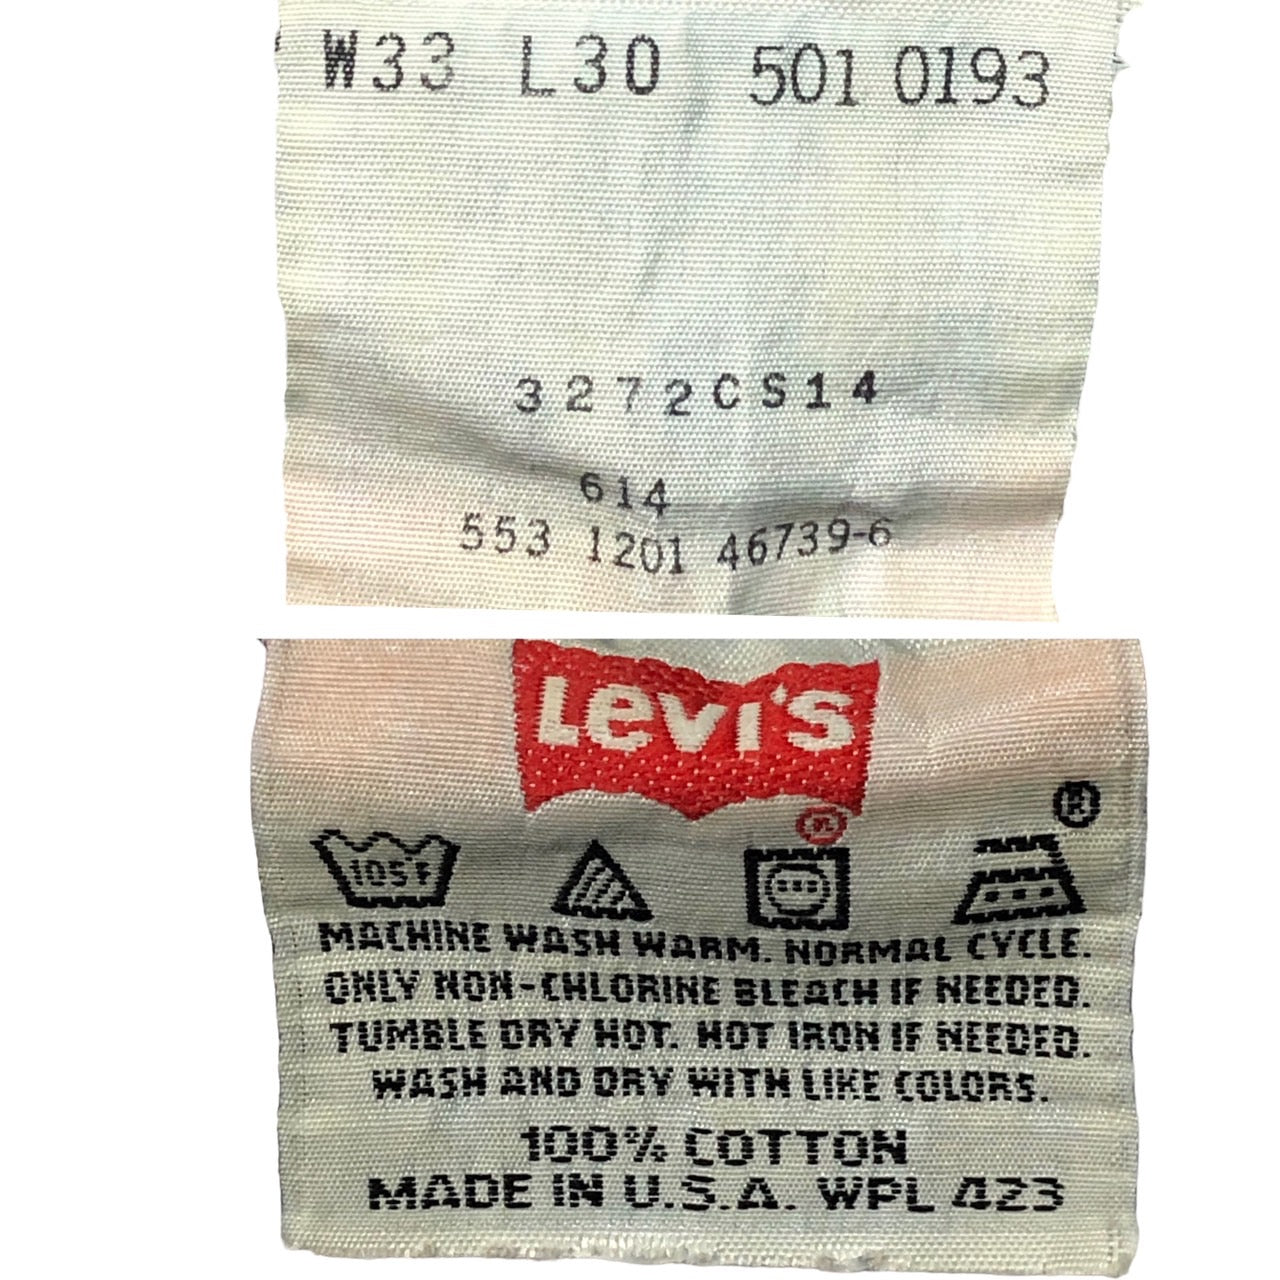 W33 L30 501 0193
3272CS14
614
553 1201 46739-6
Levi's
®
®
105F
MACHINE WASH WARM. NORMAL CYCLE.
ONLY NON-CHLORINE BLEACH IF NEEDED.
TUMBLE DRY HOT. HOT IRON IF NEEDED.
WASH AND DRY WITH LIKE COLORS.
100% COTTON
MADE IN U.S.A. WPL 423